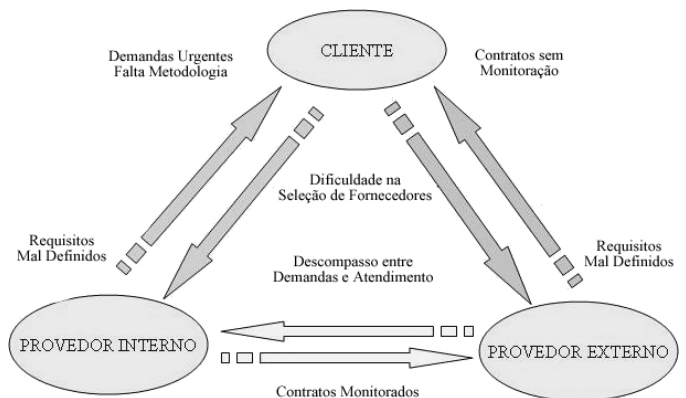 CLIENTE
Demandas Urgentes
Falta Metodologia
Contratos sem
Monitoração
Dificuldade na
Seleção de Fornecedores
Requisitos
Mal Definidos
Requisitos
Mal Definidos
Descompasso entre
Demandas e Atendimento
PROVEDOR INTERNO
PROVEDOR EXTERNO
Contratos Monitorados